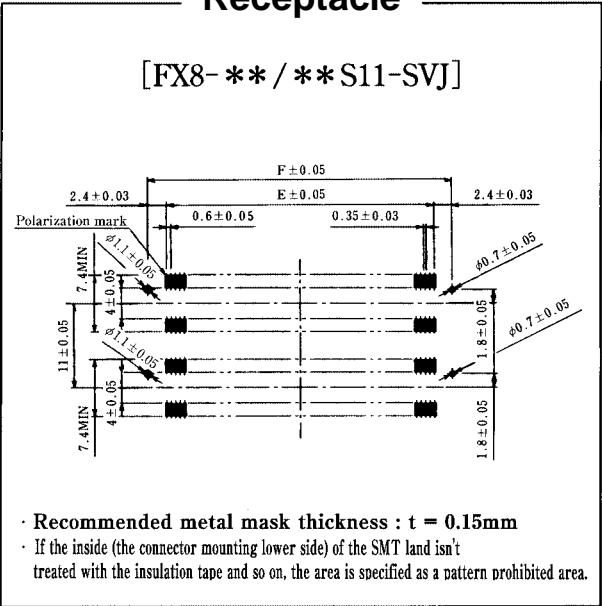 Receptacle
[FX8-**/**S11-SVJ]
F±0.05
2.4±0.03
E±0.05
2.4±0.03
0.6±0.05
0.35±0.03
Polarization mark
φ1.1±0.05
φ0.7±0.05
7.4MIN
4±0.05
φ0.7±0.05
11±0.05
φ1.1±0.05
1.8±0.05
7.4MIN
4±0.05
1.8±0.05
· Recommended metal mask thickness : t = 0.15mm
· If the inside (the connector mounting lower side) of the SMT land isn't
treated with the insulation tape and so on, the area is specified as a pattern prohibited area.